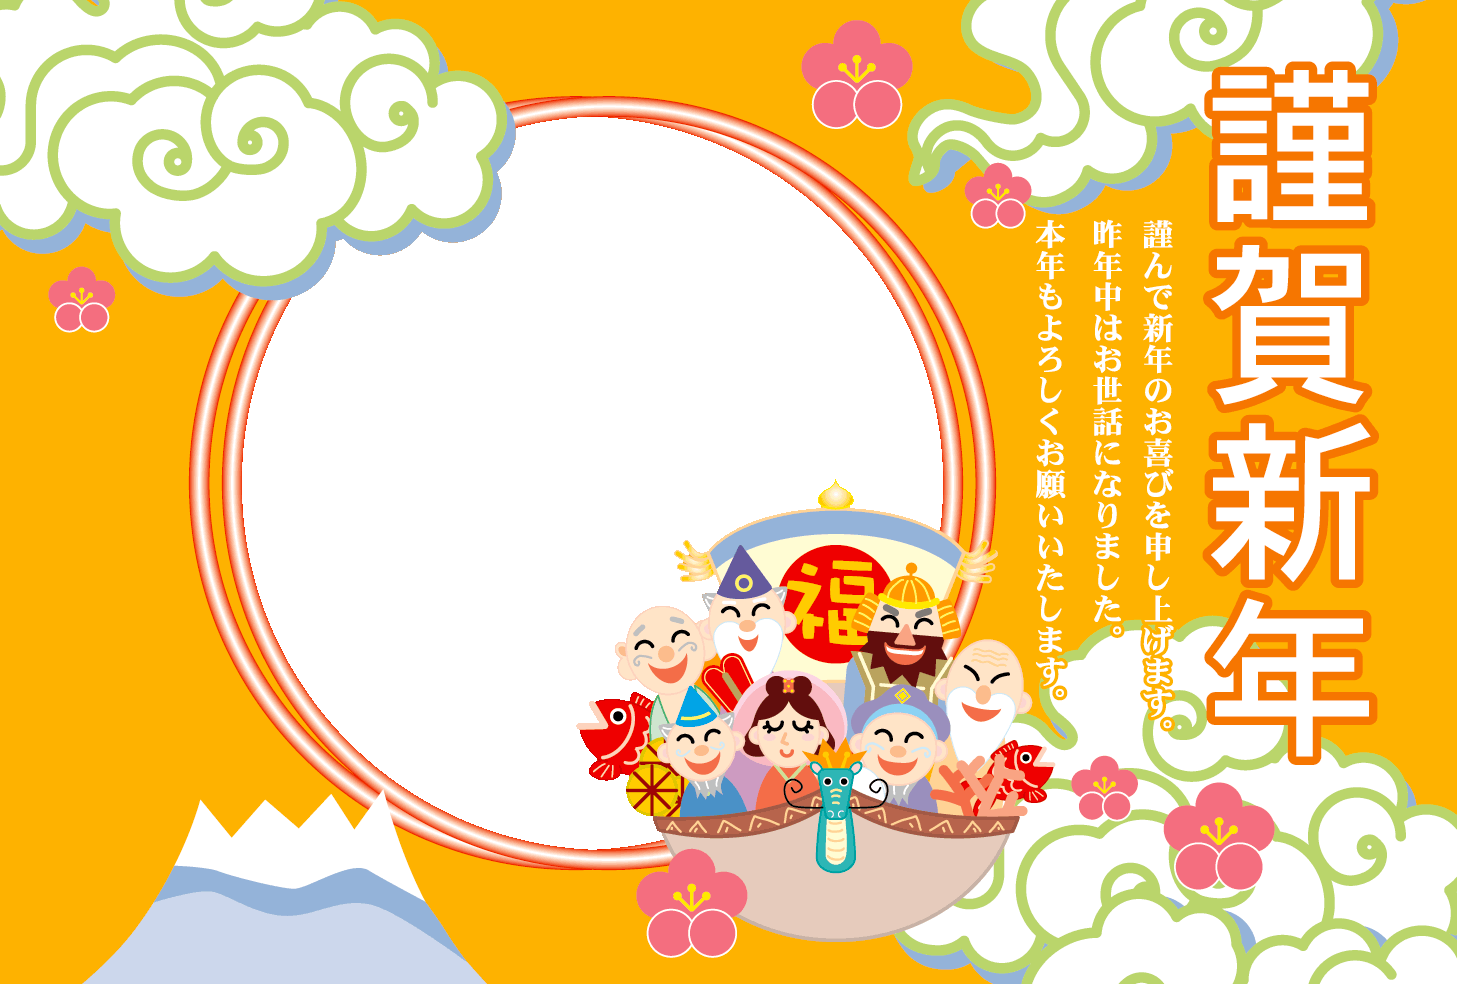 謹賀新年
謹んで新年のお喜びを申し上げます。
昨年中はお世話になりました。
本年もよろしくお願いいいたします。
福